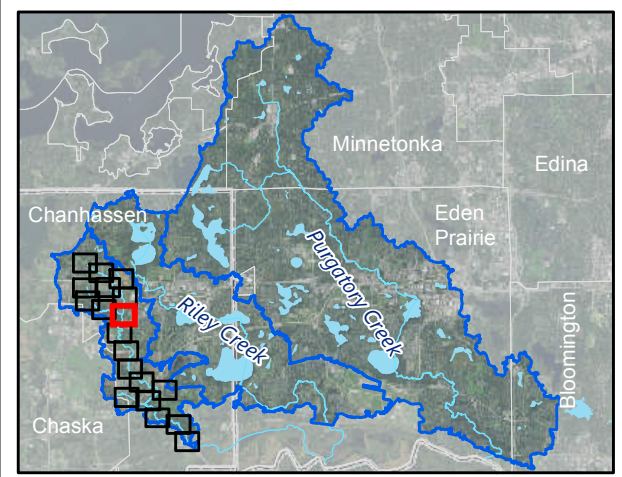 Minnetonka
Edina
Chanhassen
Eden
Prairie
Purgatory Creek
Riley Creek
Bloomington
Chaska